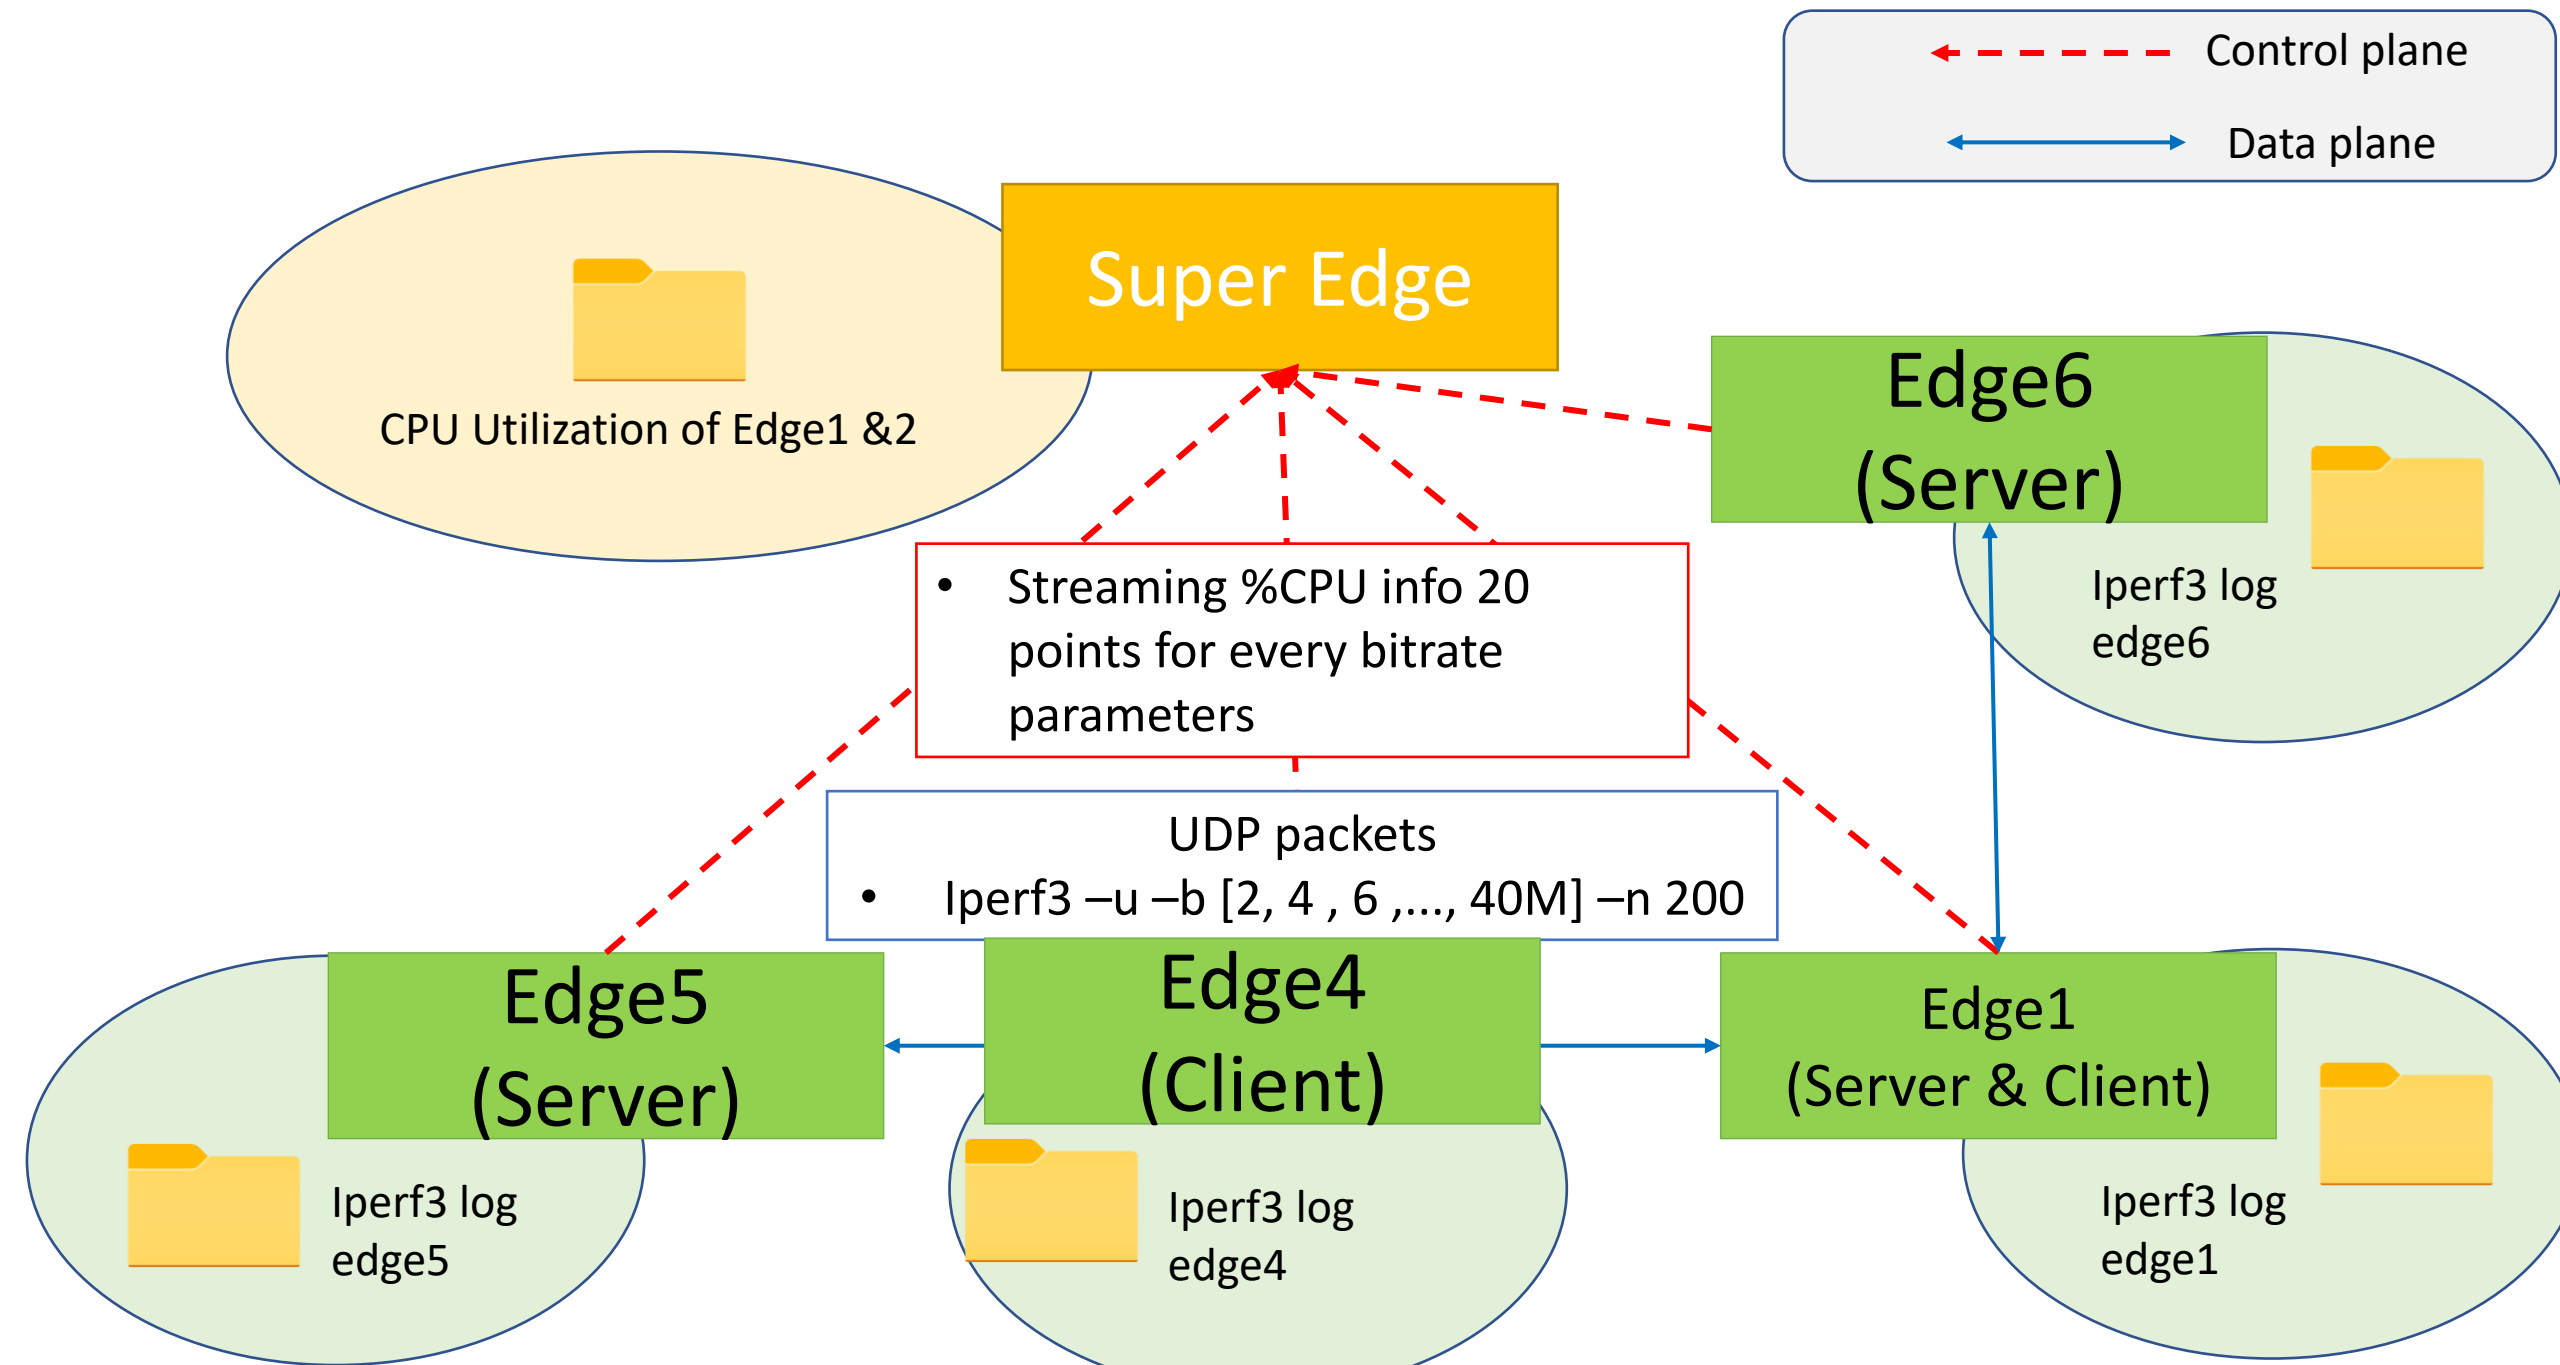 Control plane
Data plane
Super Edge
CPU Utilization of Edge1 &2
Edge6
(Server)
Iperf3 log
edge6
• Streaming %CPU info 20
points for every bitrate
parameters
UDP packets
• Iperf3 –u –b [2, 4 , 6 ,..., 40M] –n 200
Edge5
(Server)
Iperf3 log
edge5
Edge4
(Client)
Iperf3 log
edge4
Edge1
(Server & Client)
Iperf3 log
edge1